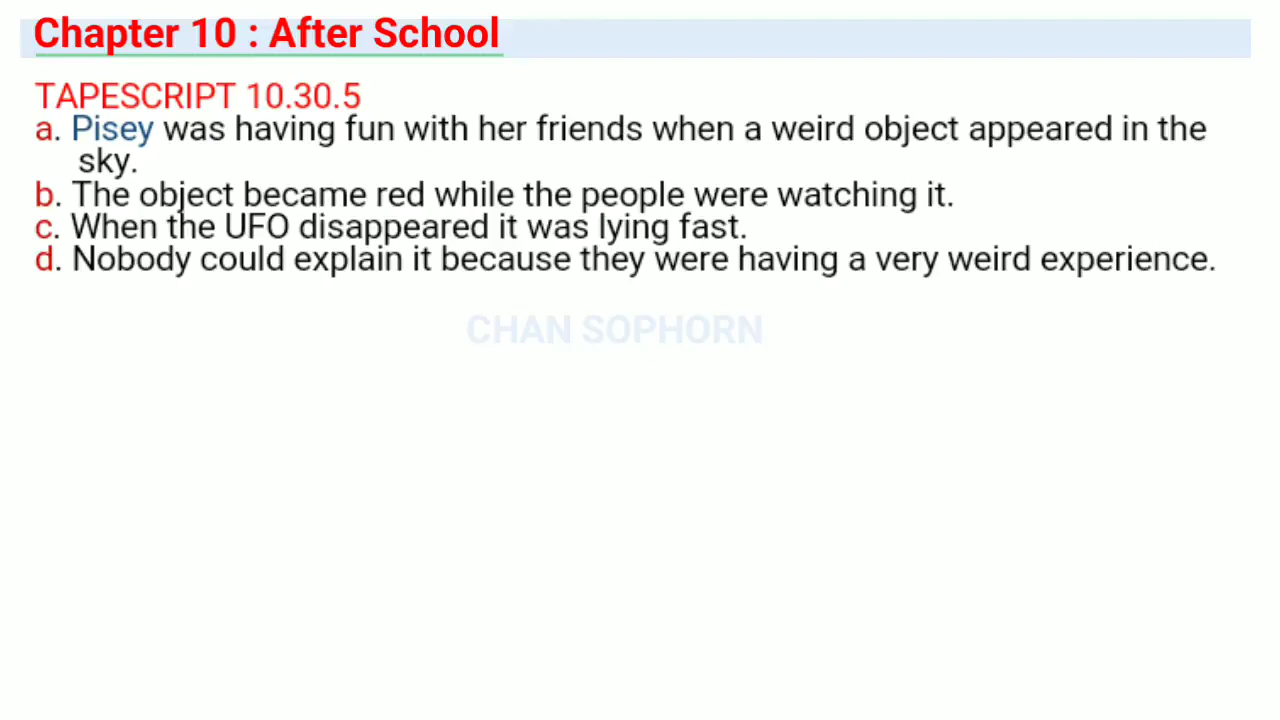 Chapter 10 : After School
TAPESCRIPT 10.30.5
a. Pisey was having fun with her friends when a weird object appeared in the
sky.
b. The object became red while the people were watching it.
c. When the UFO disappeared it was lying fast.
d. Nobody could explain it because they were having a very weird experience.
CHAN SOPHORN